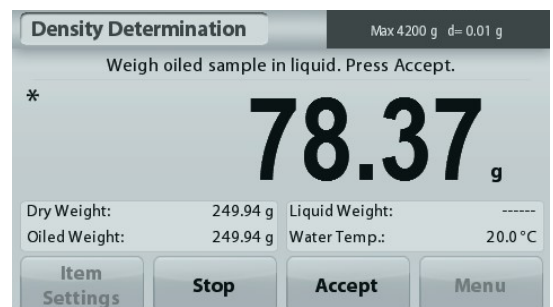 Density Determination
Max 4200 g d= 0.01 g
Weigh oiled sample in liquid. Press Accept.
*
78.37 g
Dry Weight: 249.94 g Liquid Weight: ------
Oiled Weight: 249.94 g Water Temp.: 20.0 °C
Item Settings
Stop
Accept
Menu